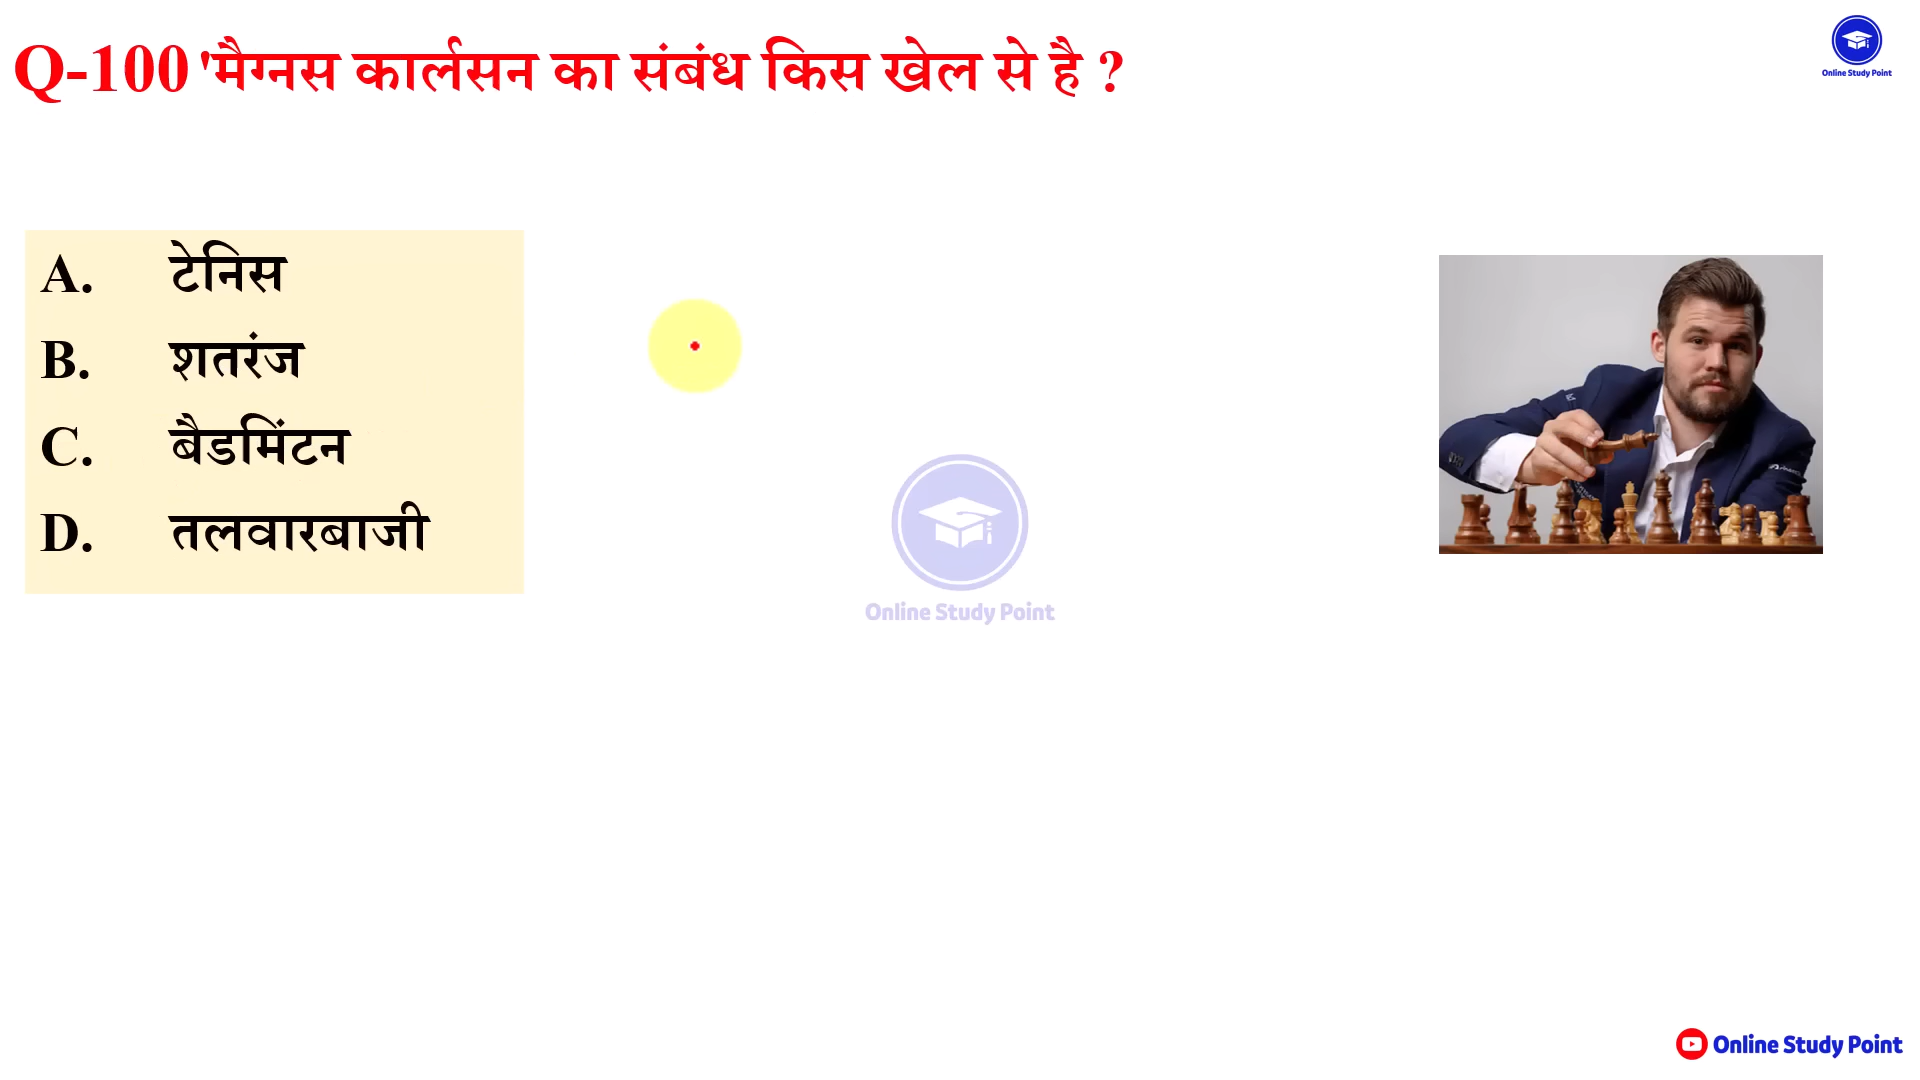 Q-100 'मैग्नस कार्लसन का संबंध किस खेल से है ?
Online Study Point
A. टेनिस
B. शतरंज
C. बैडमिंटन
D. तलवारबाजी
Online Study Point
Online Study Point